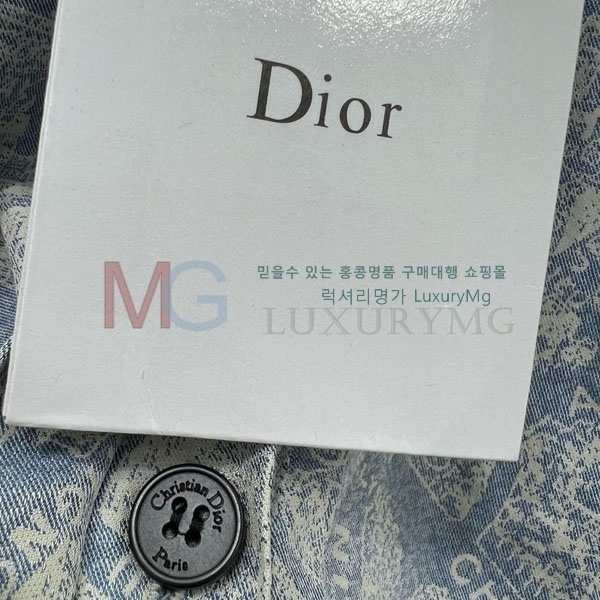 Dior
MG
믿을수 있는 홍콩명품 구매대행 쇼핑몰
럭셔리명가 LuxuryMg
LUXURYMG
Christian Dior
Paris